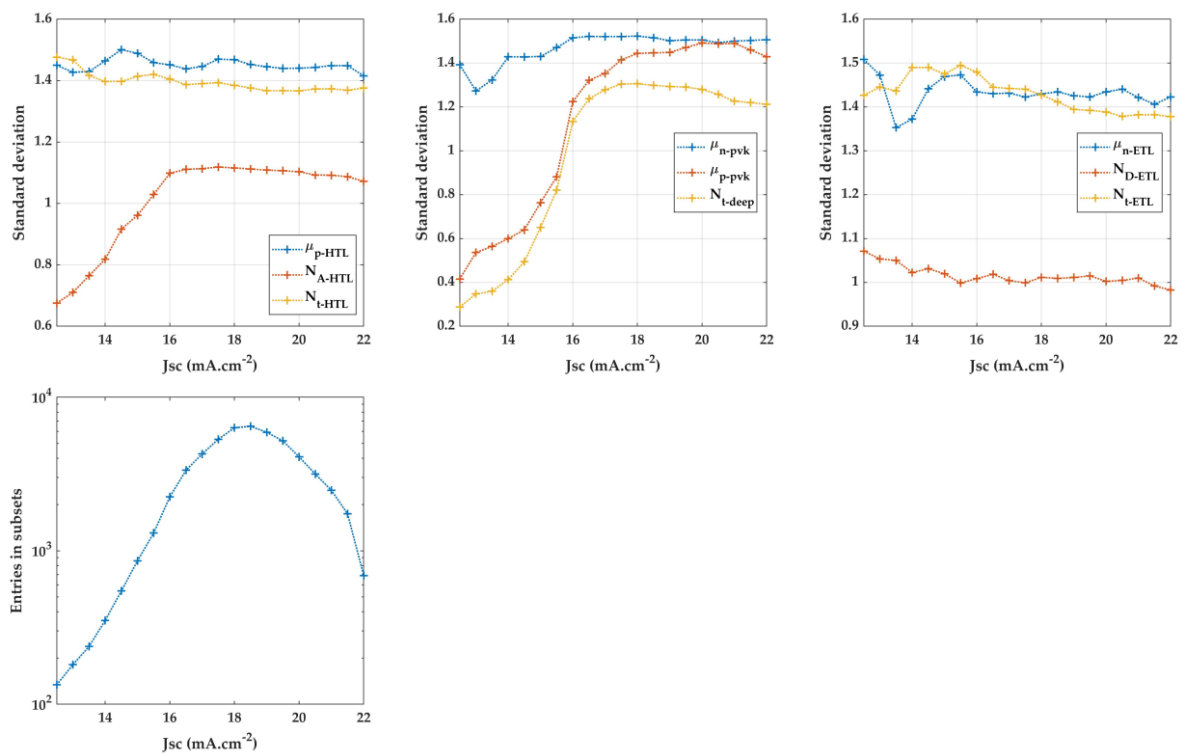 1.6
1.4
1.2
1
0.8
0.6
Standard deviation
μp-HTL
NA-HTL
Nt-HTL
14 16 18 20 22
Jsc (mA.cm-2)
1.6
1.4
1.2
1
0.8
0.6
0.4
0.2
Standard deviation
μn-pvk
μp-pvk
Nt-deep
14 16 18 20 22
Jsc (mA.cm-2)
1.6
1.5
1.4
1.3
1.2
1.1
1
0.9
Standard deviation
μn-ETL
ND-ETL
Nt-ETL
14 16 18 20 22
Jsc (mA.cm-2)
10^4
10^3
10^2
Entries in subsets
14 16 18 20 22
Jsc (mA.cm-2)